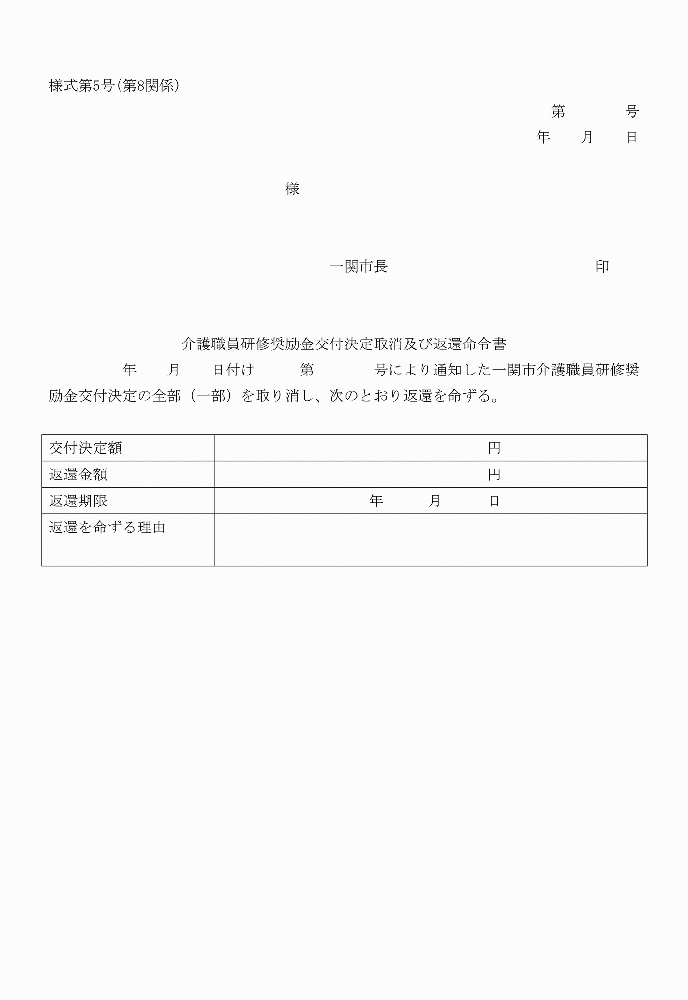 様式第5号(第8関係)
第　　　　号
年　　月　　日
様
一関市長　　　　　　　　　　　　　　印
介護職員研修奨励金交付決定取消及び返還命令書
年　　月　　日付け　　　第　　　　号により通知した一関市介護職員研修奨
励金交付決定の全部（一部）を取り消し、次のとおり返還を命ずる。
交付決定額　　円
返還金額　　円
返還期限　　年　　　月　　　日
返還を命ずる理由